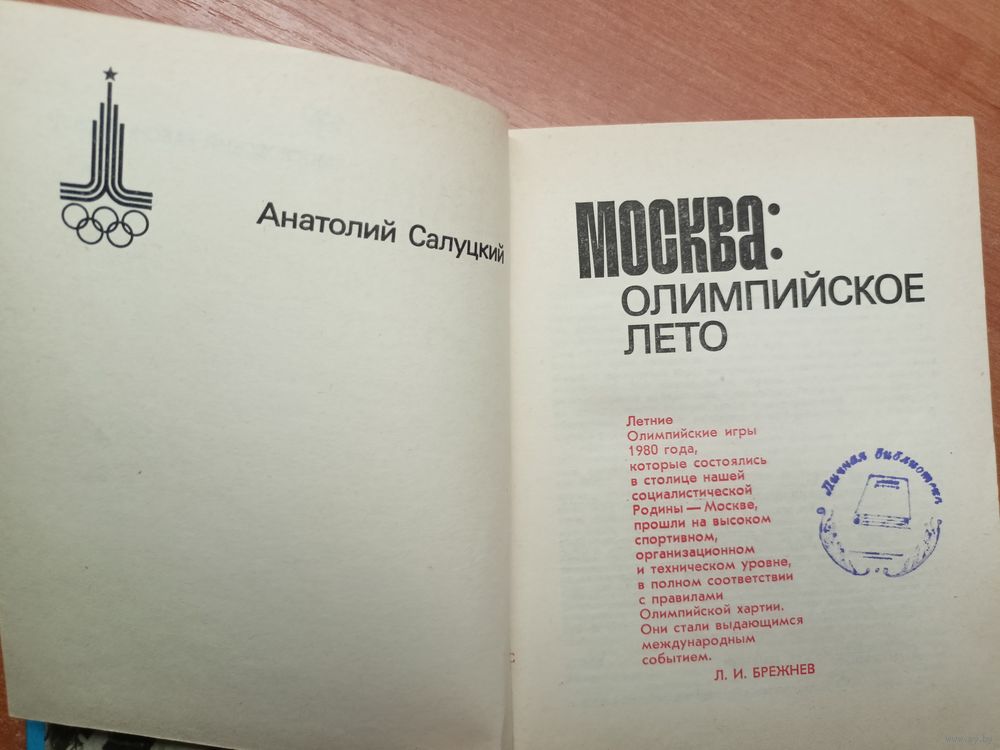 Анатолий Салуцкий
Москва:
ОЛИМПИЙСКОЕ
ЛЕТО
Летние
Олимпийские игры
1980 года,
которые состоялись
в столице нашей
социалистической
Родины — Москве,
прошли на высоком
спортивном,
организационном
и техническом уровне,
в полном соответствии
с правилами
Олимпийской хартии.
Они стали выдающимся
международным
событием.
Л. И. БРЕЖНЕВ
Личная библиотека